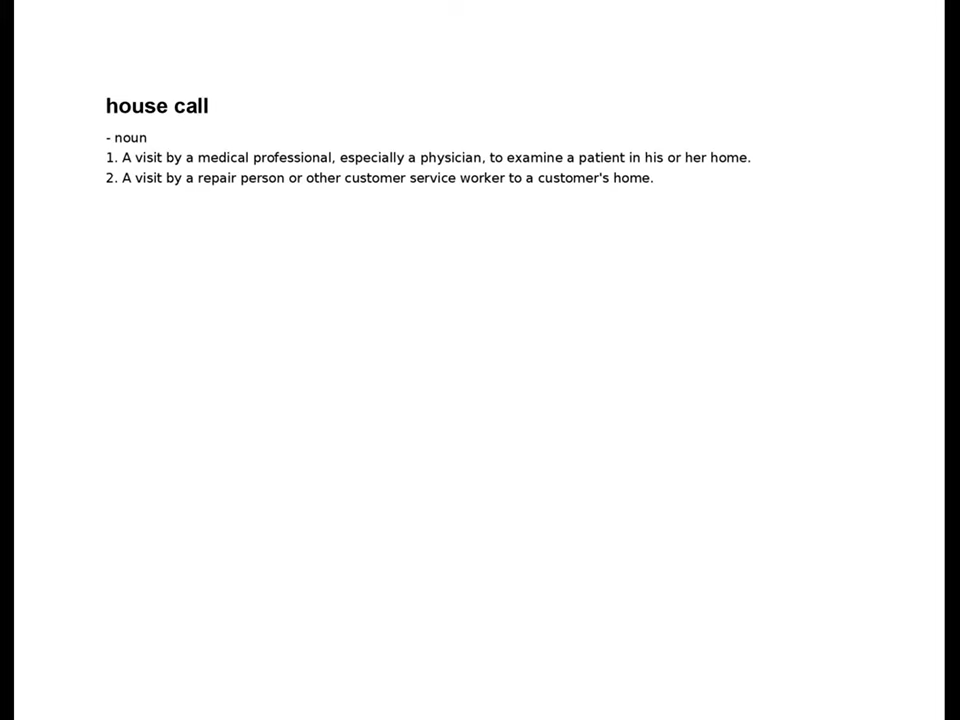 house call
- noun
1. A visit by a medical professional, especially a physician, to examine a patient in his or her home.
2. A visit by a repair person or other customer service worker to a customer's home.